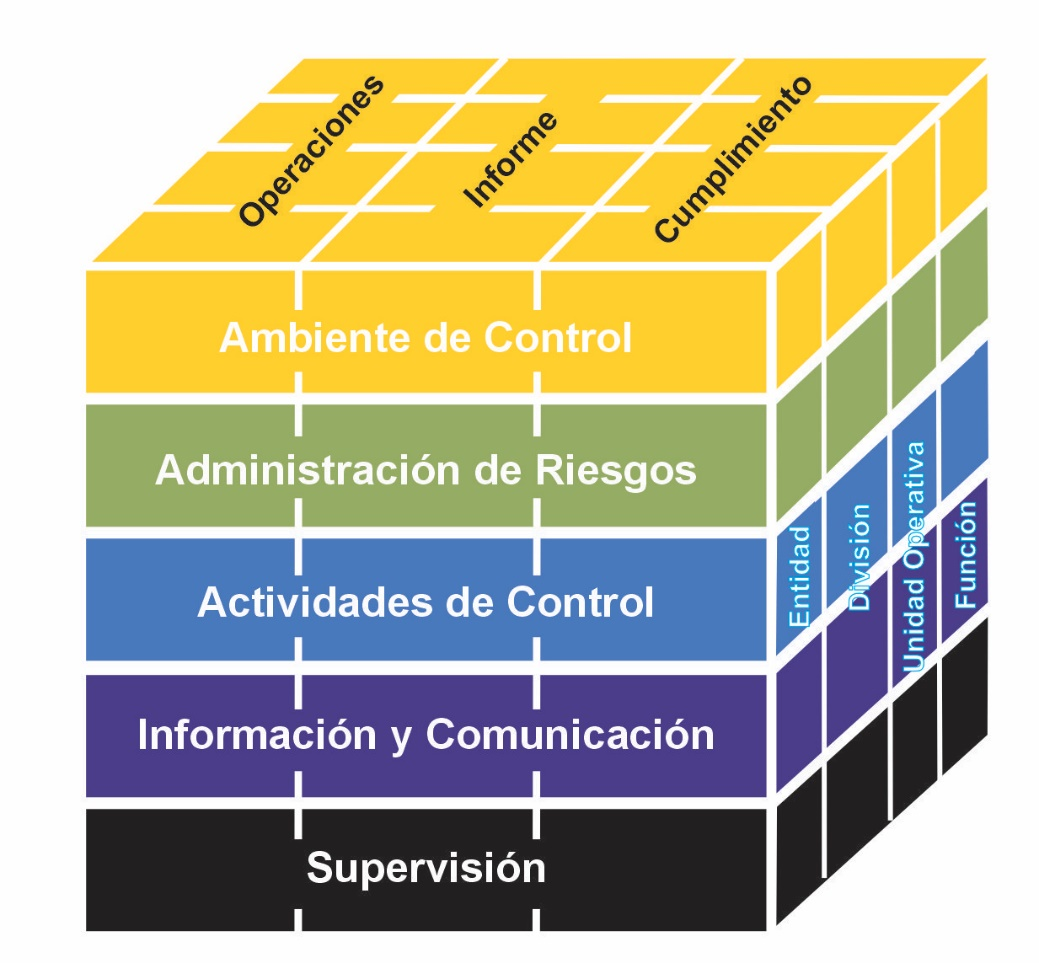 Operaciones
Informe
Cumplimiento
Ambiente de Control
Administración de Riesgos
Actividades de Control
Información y Comunicación
Supervisión
Entidad
División
Unidad Operativa
Función